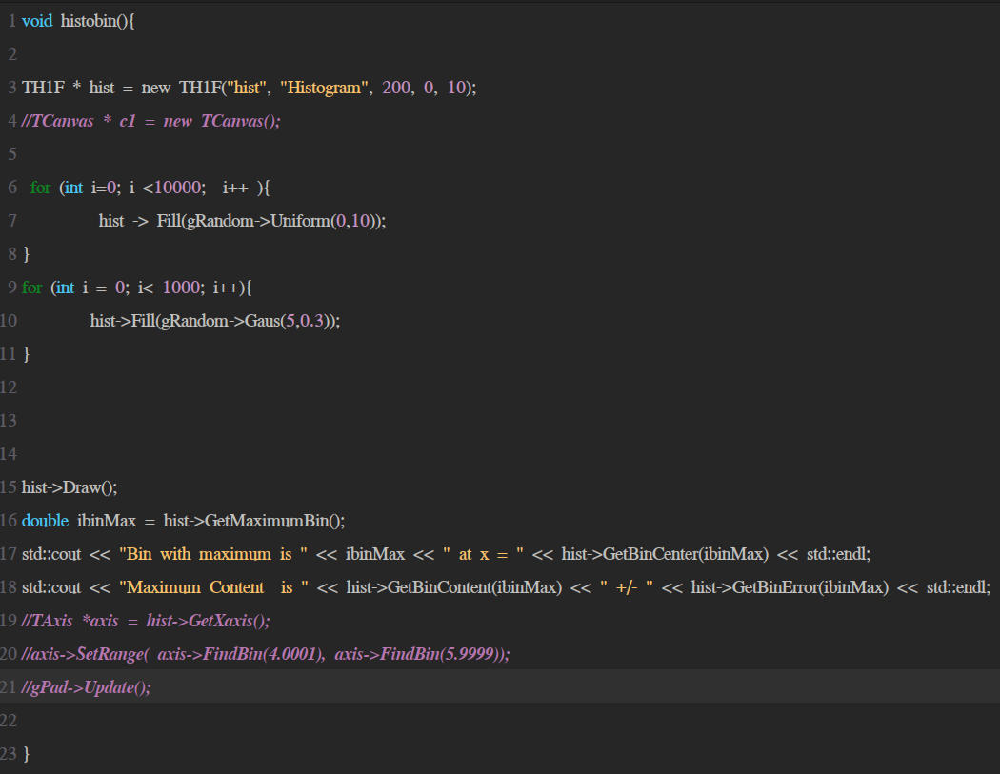 1 void histobin(){
2
3 TH1F * hist = new TH1F("hist", "Histogram", 200, 0, 10);
4 //TCanvas * c1 = new TCanvas();
5
6 for (int i=0; i <10000; i++ ){
7 hist -> Fill(gRandom->Uniform(0,10));
8 }
9 for (int i = 0; i< 1000; i++){
10 hist->Fill(gRandom->Gaus(5,0.3));
11 }
12
13
14
15 hist->Draw();
16 double ibinMax = hist->GetMaximumBin();
17 std::cout << "Bin with maximum is " << ibinMax << " at x = " << hist->GetBinCenter(ibinMax) << std::endl;
18 std::cout << "Maximum Content is " << hist->GetBinContent(ibinMax) << " +/- " << hist->GetBinError(ibinMax) << std::endl;
19 //TAxis *axis = hist->GetXaxis();
20 //axis->SetRange( axis->FindBin(4.0001), axis->FindBin(5.9999));
21 //gPad->Update();
22
23 }